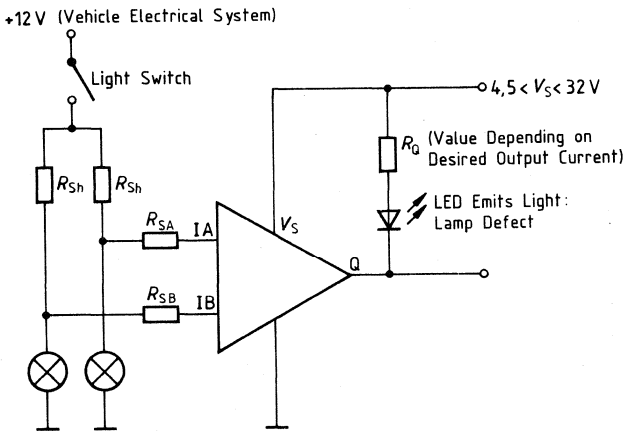 +12 V (Vehicle Electrical System)
Light Switch
4,5 < VS < 32 V
RQ (Value Depending on
Desired Output Current)
RSh
RSh
LED Emits Light:
Lamp Defect
RSA
IA
VS
Q
RSB
IB